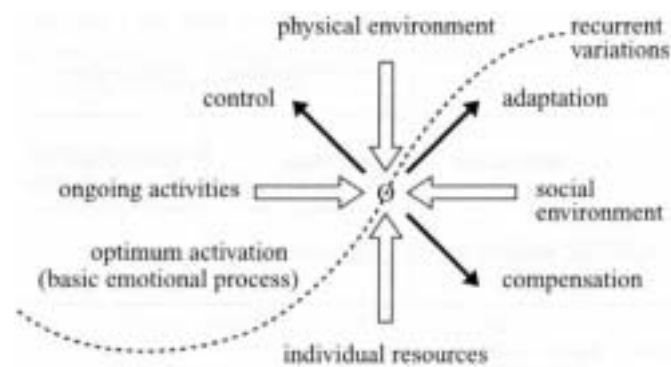 physical environment
recurrent
variations
control
adaptation
ongoing activities
social
environment
optimum activation
(basic emotional process)
compensation
individual resources